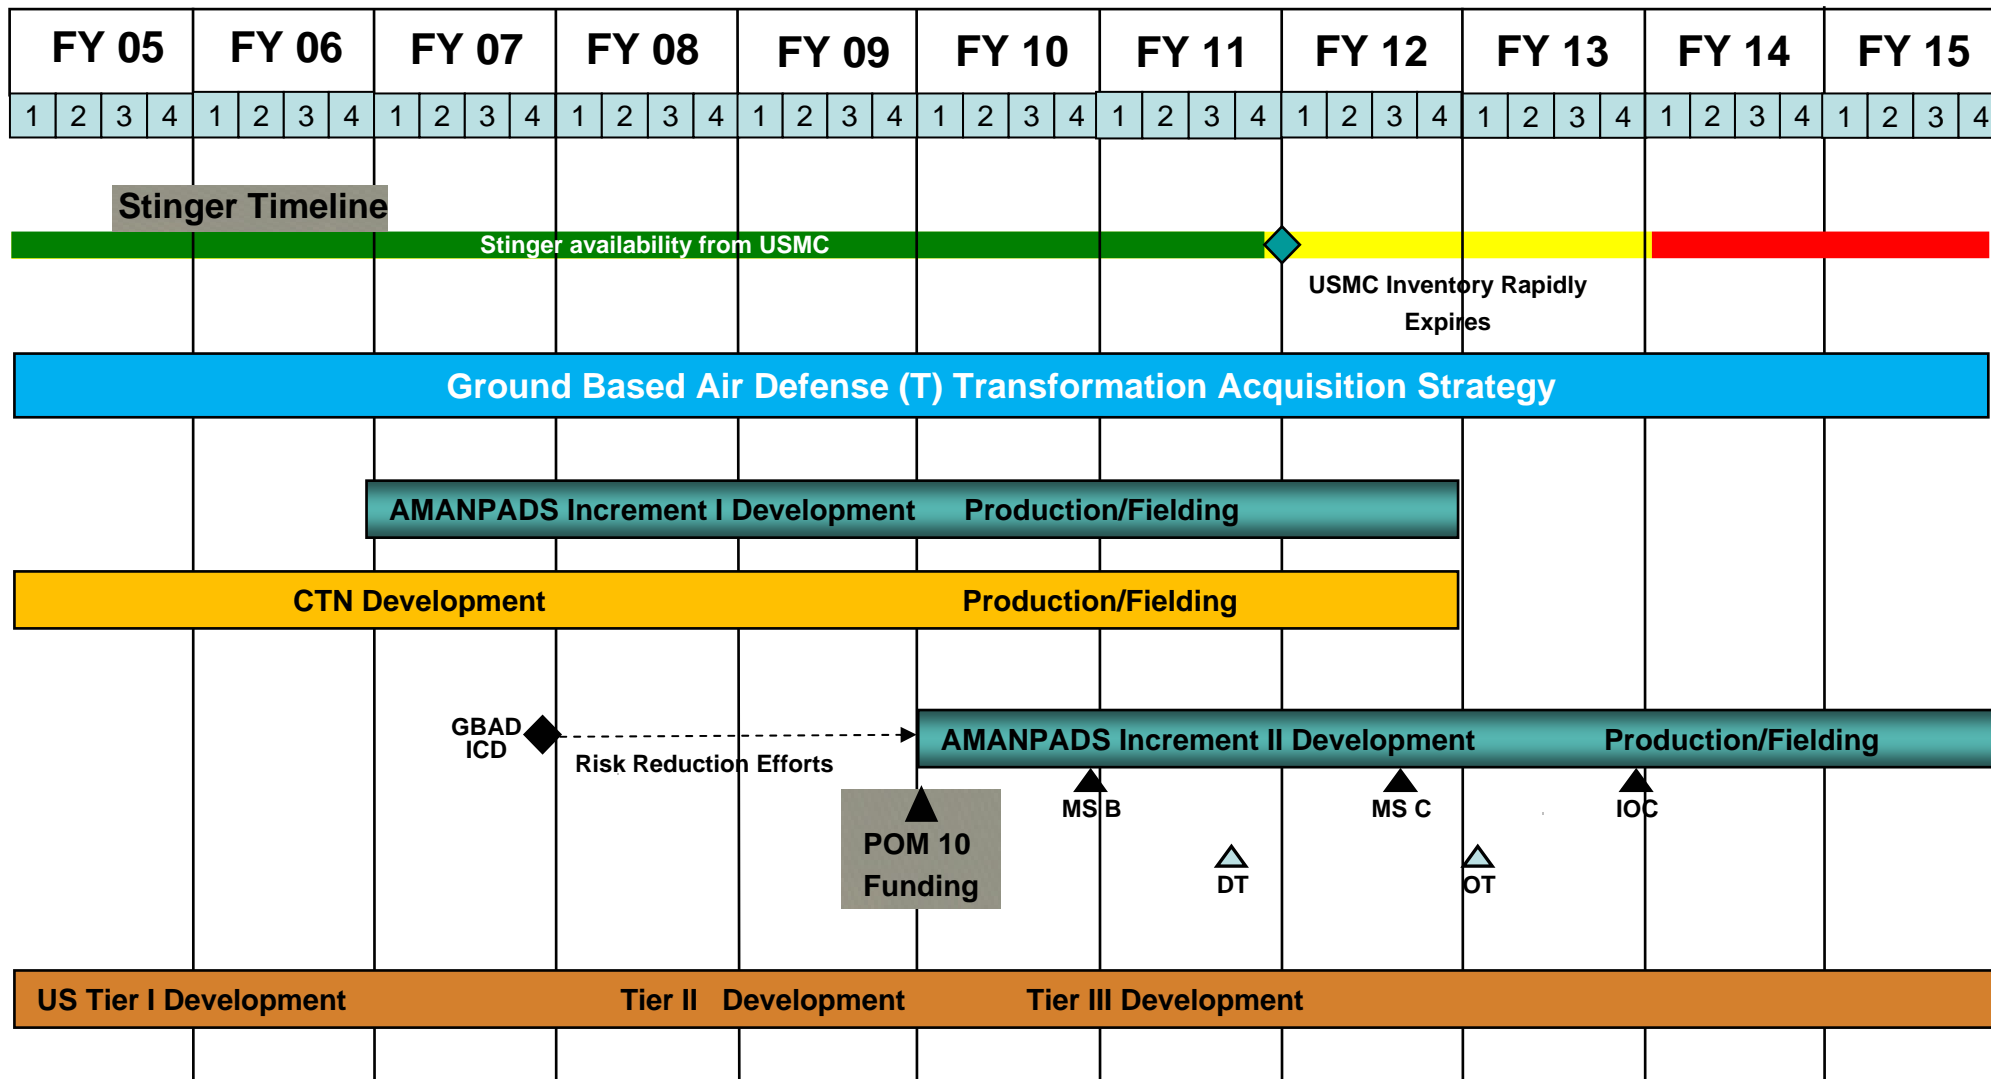 FY 05 FY 06 FY 07 FY 08 FY 09 FY 10 FY 11 FY 12 FY 13 FY 14 FY 15
1 2 3 4 1 2 3 4 1 2 3 4 1 2 3 4 1 2 3 4 1 2 3 4 1 2 3 4 1 2 3 4 1 2 3 4 1 2 3 4 1 2 3 4
Stinger Timeline
Stinger availability from USMC
USMC Inventory Rapidly
Expires
Ground Based Air Defense (T) Transformation Acquisition Strategy
AMANPADS Increment I Development Production/Fielding
CTN Development Production/Fielding
GBAD
ICD
Risk Reduction Efforts
AMANPADS Increment II Development Production/Fielding
MS B MS C IOC
POM 10
Funding
DT OT
US Tier I Development Tier II Development Tier III Development